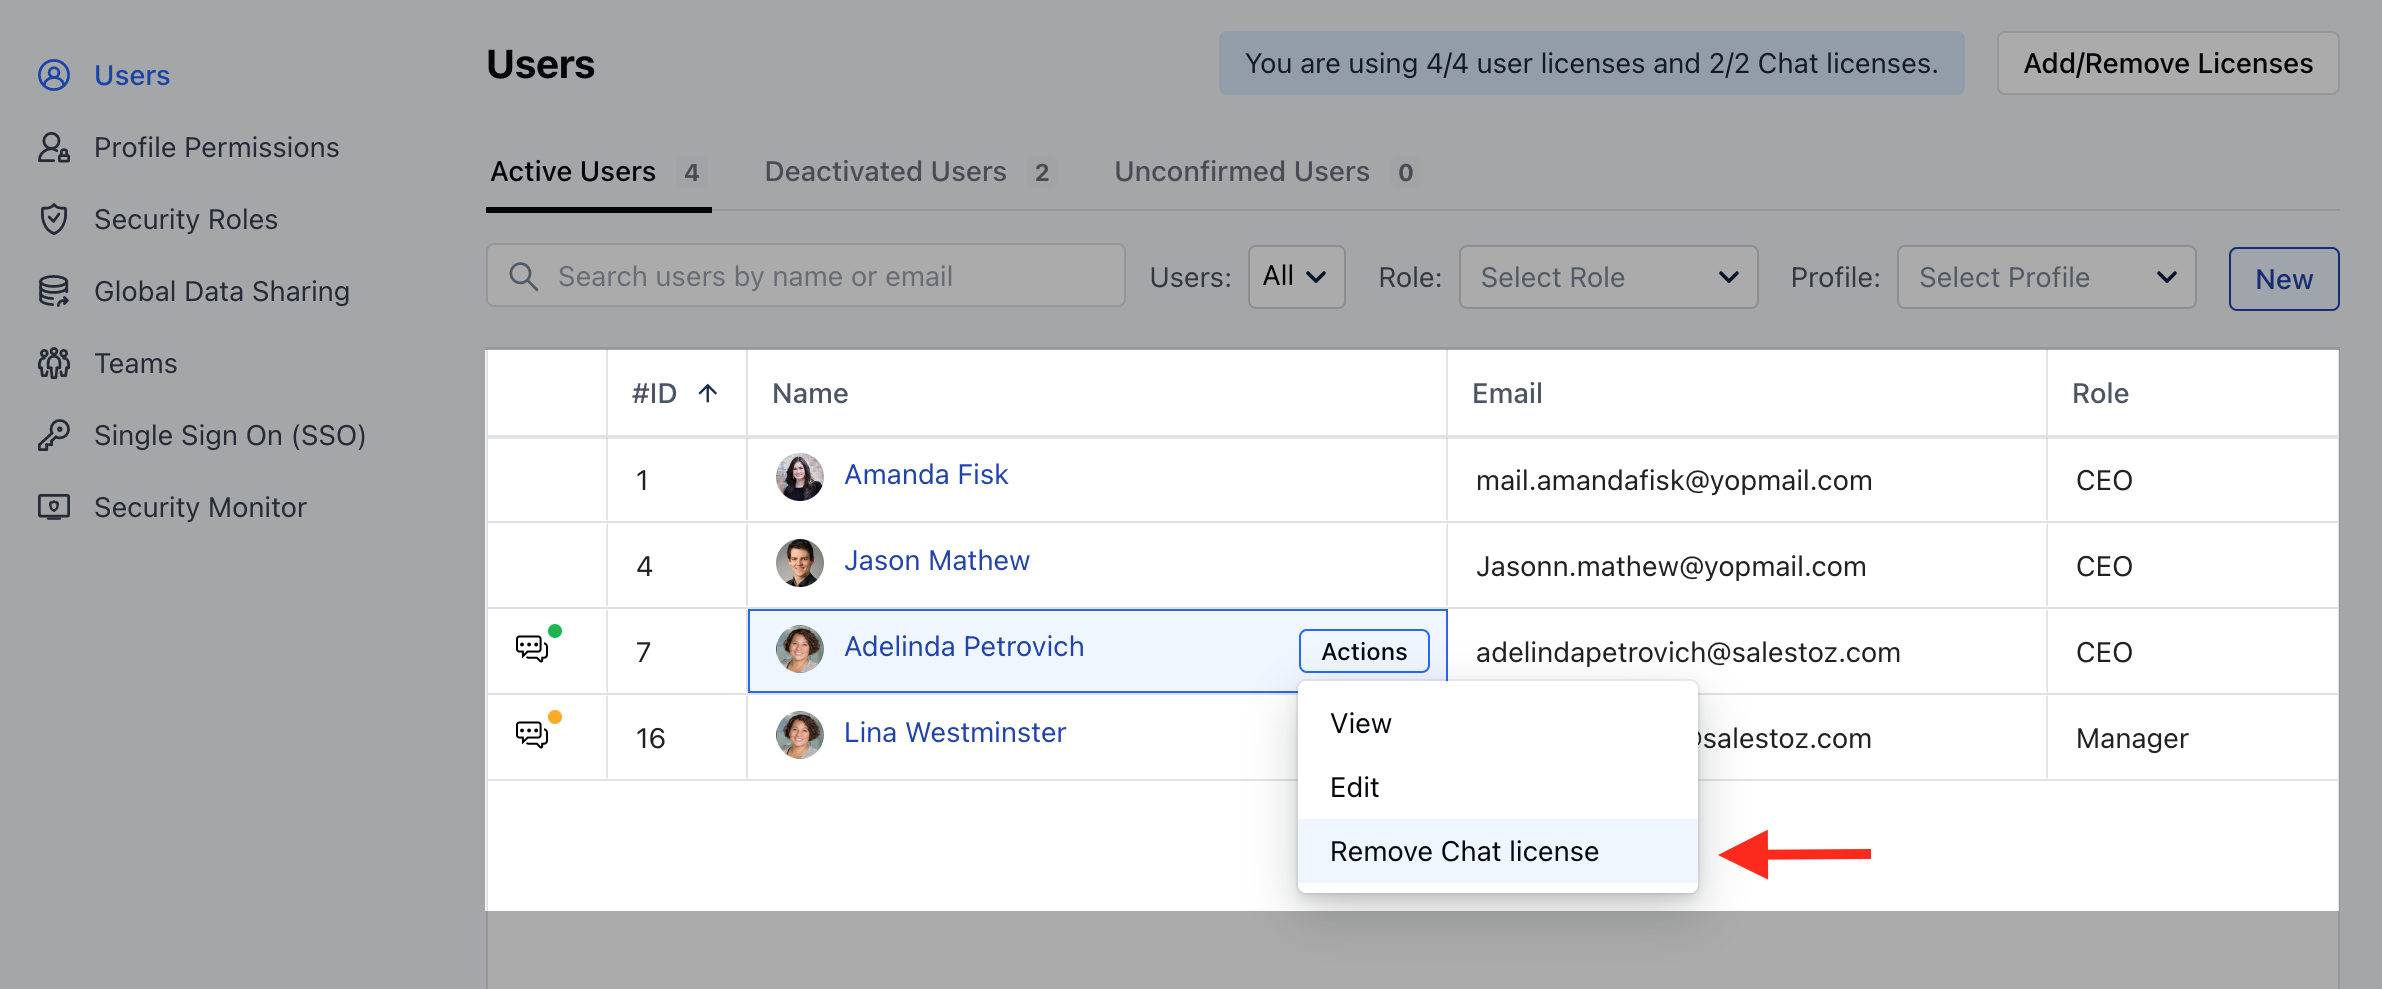 Users
Profile Permissions
Security Roles
Global Data Sharing
Teams
Single Sign On (SSO)
Security Monitor
Users
You are using 4/4 user licenses and 2/2 Chat licenses.
Add/Remove Licenses
Active Users 4 Deactivated Users 2 Unconfirmed Users 0
Search users by name or email Users: All Role: Select Role Profile: Select Profile New
#ID Name Email Role
1 Amanda Fisk mail.amandafisk@yopmail.com CEO
4 Jason Mathew Jasonn.mathew@yopmail.com CEO
7 Adelinda Petrovich Actions adelindapetrovich@salestoz.com CEO
16 Lina Westminster @salestoz.com Manager
View
Edit
Remove Chat license